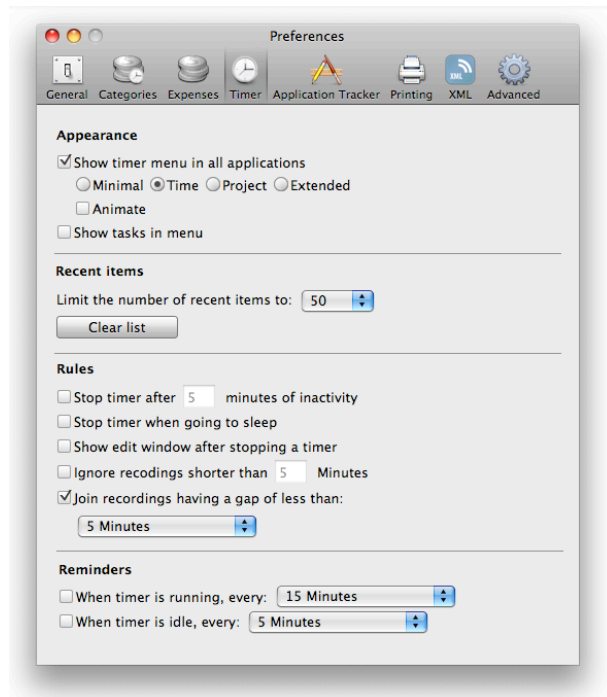 Preferences
General Categories Expenses Timer Application Tracker Printing XML Advanced
Appearance
Show timer menu in all applications
Minimal Time Project Extended
Animate
Show tasks in menu
Recent items
Limit the number of recent items to: 50
Clear list
Rules
Stop timer after 5 minutes of inactivity
Stop timer when going to sleep
Show edit window after stopping a timer
Ignore recodings shorter than 5 Minutes
Join recordings having a gap of less than:
5 Minutes
Reminders
When timer is running, every: 15 Minutes
When timer is idle, every: 5 Minutes